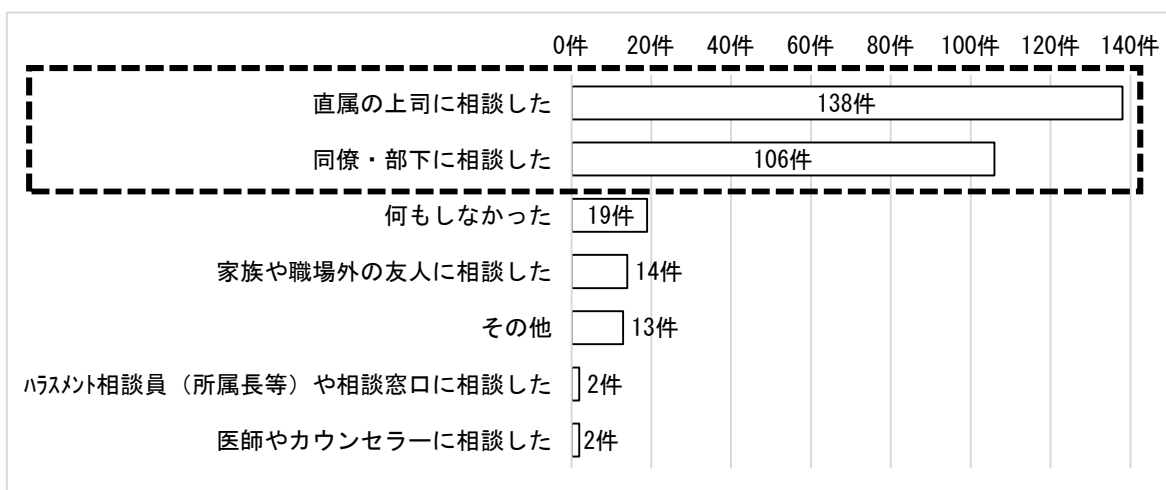 0件 20件 40件 60件 80件 100件 120件 140件
直属の上司に相談した 138件
同僚・部下に相談した 106件
何もしなかった 19件
家族や職場外の友人に相談した 14件
その他 13件
ﾊﾗｽﾒﾝﾄ相談員（所属長等）や相談窓口に相談した 2件
医師やカウンセラーに相談した 2件